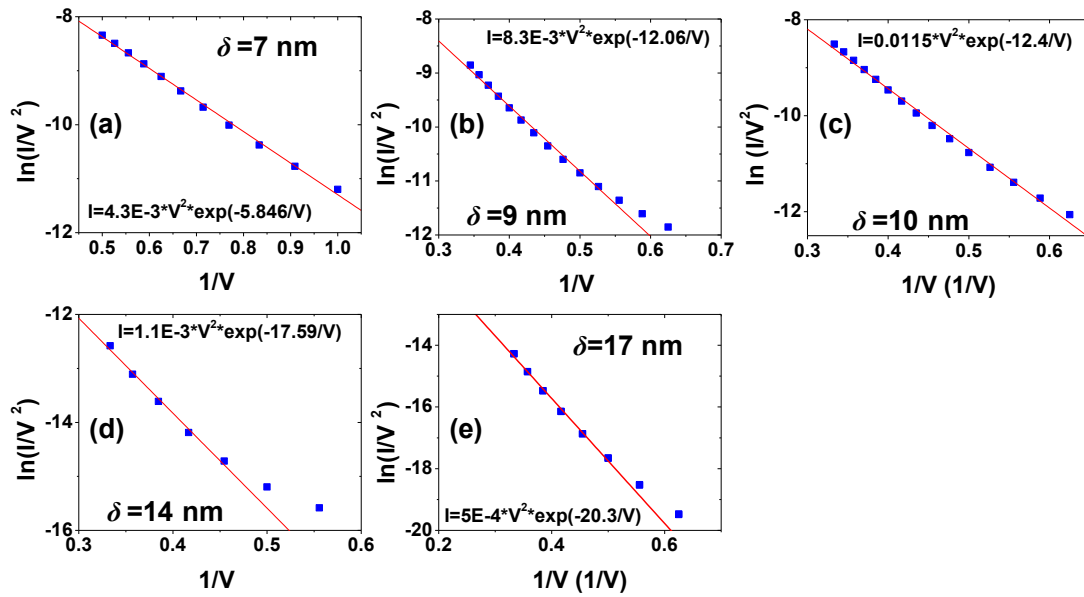 -8
-10
-12
ln(I/V²)
δ=7 nm
(a)
I=4.3E-3*V²*exp(-5.846/V)
0.5 0.6 0.7 0.8 0.9 1.0
1/V
-8
-9
-10
-11
-12
ln(I/V²)
I=8.3E-3*V²*exp(-12.06/V)
(b)
δ=9 nm
0.3 0.4 0.5 0.6 0.7
1/V
-8
-10
-12
ln (I/V²)
I=0.0115*V²*exp(-12.4/V)
(c)
δ=10 nm
0.3 0.4 0.5 0.6
1/V (1/V)
-12
-14
-16
ln(I/V²)
I=1.1E-3*V²*exp(-17.59/V)
(d)
δ=14 nm
0.3 0.4 0.5 0.6
1/V
-14
-16
-18
-20
ln(I/V²)
δ=17 nm
(e)
I=5E-4*V²*exp(-20.3/V)
0.2 0.4 0.6
1/V (1/V)